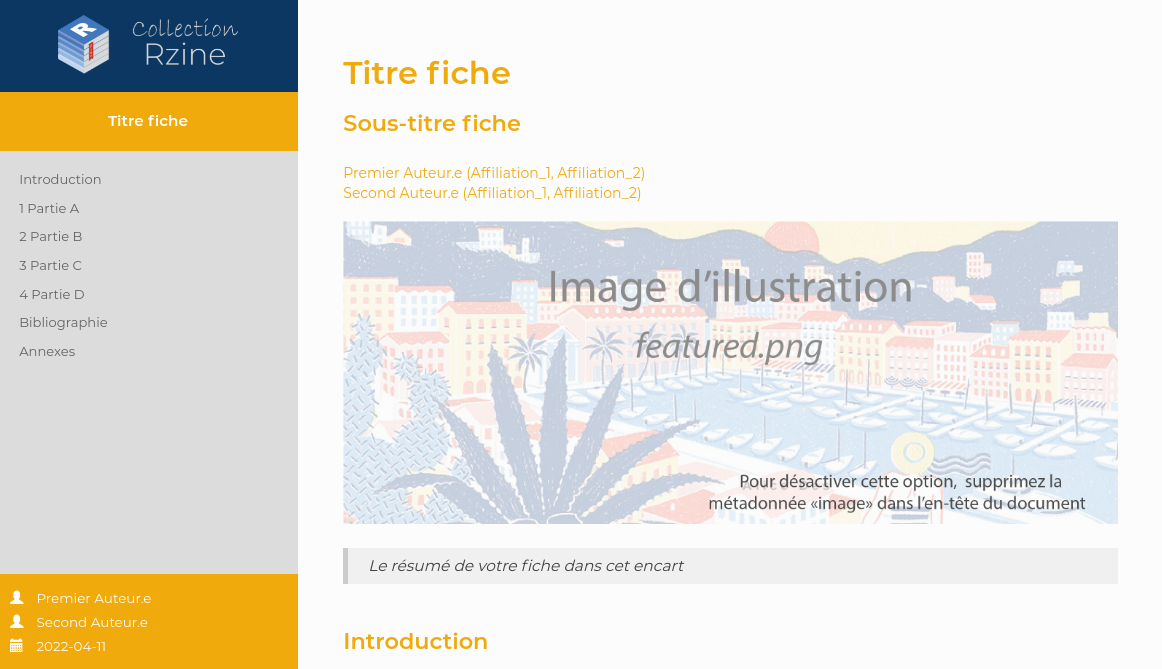 Collection
Rzine
Titre fiche
Introduction
1 Partie A
2 Partie B
3 Partie C
4 Partie D
Bibliographie
Annexes
Premier Auteur.e
Second Auteur.e
2022-04-11
Titre fiche
Sous-titre fiche
Premier Auteur.e (Affiliation_1, Affiliation_2)
Second Auteur.e (Affiliation_1, Affiliation_2)
Image d'illustration
featured.png
Pour désactiver cette option, supprimez la
métadonnée «image» dans l'en-tête du document
Le résumé de votre fiche dans cet encart
Introduction